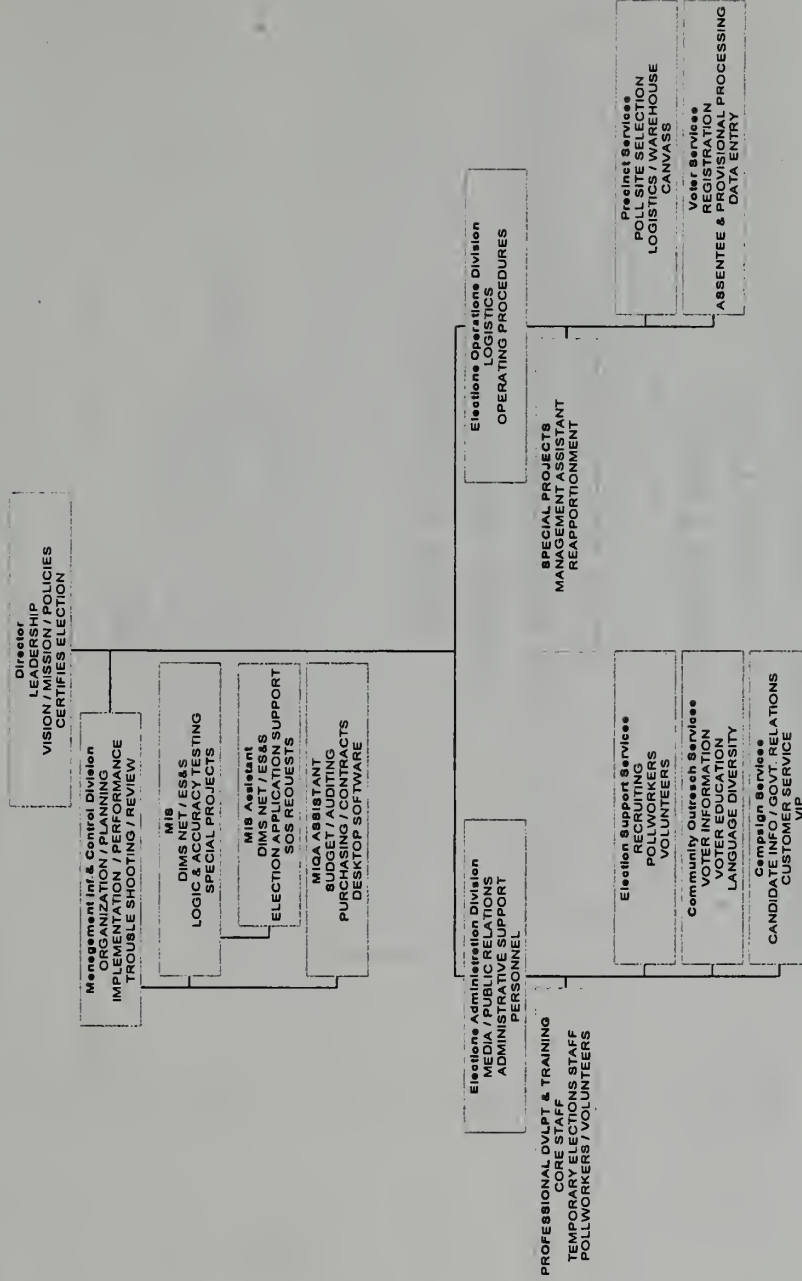 Director
LEADERSHIP
VISION / MISSION / POLICIES
CERTIFIES ELECTION
Management Inf.& Control Division
ORGANIZATION / PLANNING
IMPLEMENTATION / PERFORMANCE
TROUBLE SHOOTING / REVIEW
MIS
DIMS NET / ES&S
LOGIC & ACCURACY TESTING
SPECIAL PROJECTS
MIS Assistant
DIMS NET / ES&S
ELECTION APPLICATION SUPPORT
SOS REQUESTS
MIQA ASSISTANT
BUDGET / AUDITING
PURCHASING / CONTRACTS
DESKTOP SOFTWARE
Elections Administration Division
MEDIA / PUBLIC RELATIONS
ADMINISTRATIVE SUPPORT
PERSONNEL
PROFESSIONAL DVLPT & TRAINING
CORE STAFF
TEMPORARY ELECTIONS STAFF
POLLWORKERS / VOLUNTEERS
Election Support Services
RECRUITING
POLLWORKERS
VOLUNTEERS
Community Outreach Services
VOTER INFORMATION
VOTER EDUCATION
LANGUAGE DIVERSITY
Campaign Services
CANDIDATE INFO / GOVT. RELATIONS
CUSTOMER SERVICE
VIP
Elections Operations Division
LOGISTICS
OPERATING PROCEDURES
SPECIAL PROJECTS
MANAGEMENT ASSISTANT
REAPPORTIONMENT
Precinct Services
POLL SITE SELECTION
LOGISTICS / WAREHOUSE
CANVASS
Voter Services
REGISTRATION
ABSENTEE & PROVISIONAL PROCESSING
DATA ENTRY